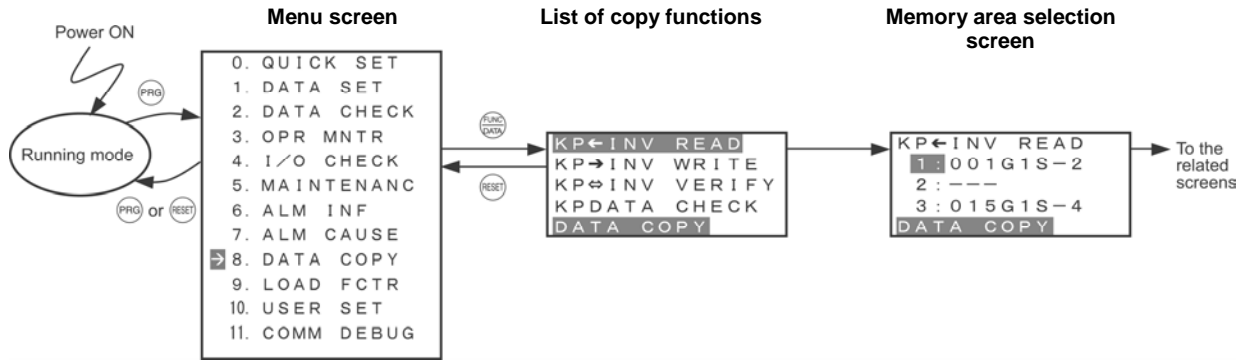 Menu screen
List of copy functions
Memory area selection
screen
Power ON
PRG
Running mode
PRG or RESET
0. QUICK SET
1. DATA SET
2. DATA CHECK
3. OPR MNTR
4. I/O CHECK
5. MAINTENANC
6. ALM INF
7. ALM CAUSE
→ 8. DATA COPY
9. LOAD FCTR
10. USER SET
11. COMM DEBUG
FUNC
DATA
RESET
KP←INV READ
KP→INV WRITE
KP⇔INV VERIFY
KPDATA CHECK
DATA COPY
KP←INV READ
1:001G1S-2
2:---
3:015G1S-4
DATA COPY
To the
related
screens